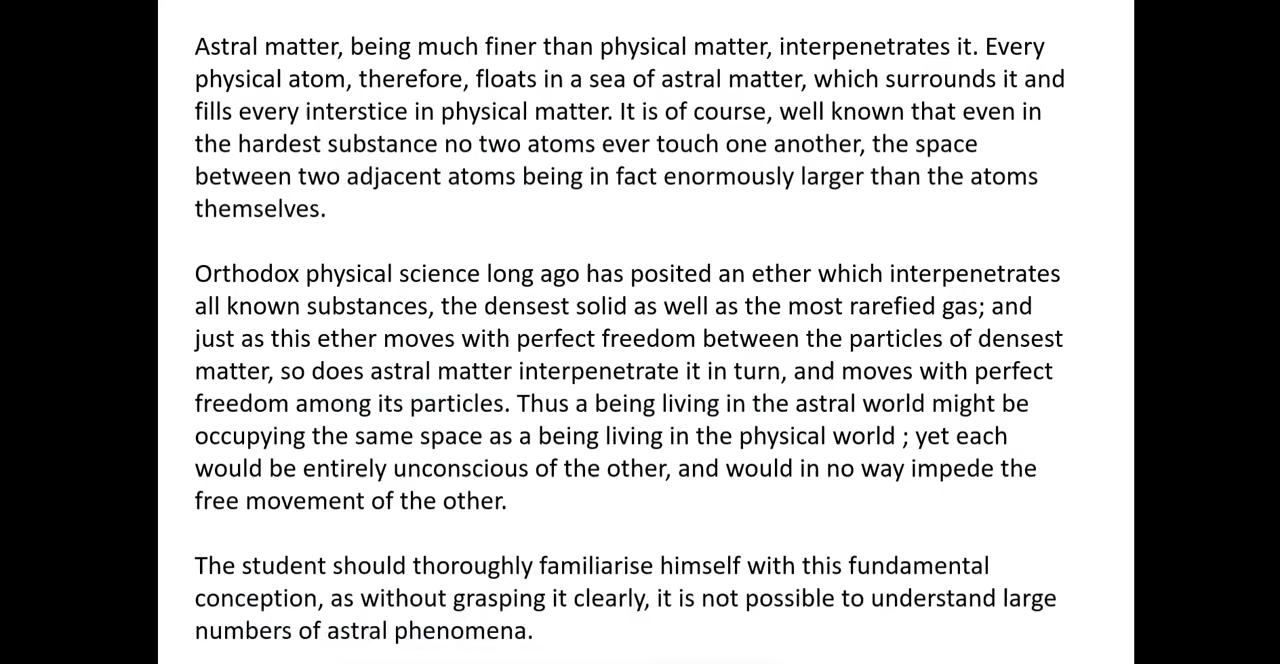 Astral matter, being much finer than physical matter, interpenetrates it. Every
physical atom, therefore, floats in a sea of astral matter, which surrounds it and
fills every interstice in physical matter. It is of course, well known that even in
the hardest substance no two atoms ever touch one another, the space
between two adjacent atoms being in fact enormously larger than the atoms
themselves.
Orthodox physical science long ago has posited an ether which interpenetrates
all known substances, the densest solid as well as the most rarefied gas; and
just as this ether moves with perfect freedom between the particles of densest
matter, so does astral matter interpenetrate it in turn, and moves with perfect
freedom among its particles. Thus a being living in the astral world might be
occupying the same space as a being living in the physical world ; yet each
would be entirely unconscious of the other, and would in no way impede the
free movement of the other.
The student should thoroughly familiarise himself with this fundamental
conception, as without grasping it clearly, it is not possible to understand large
numbers of astral phenomena.